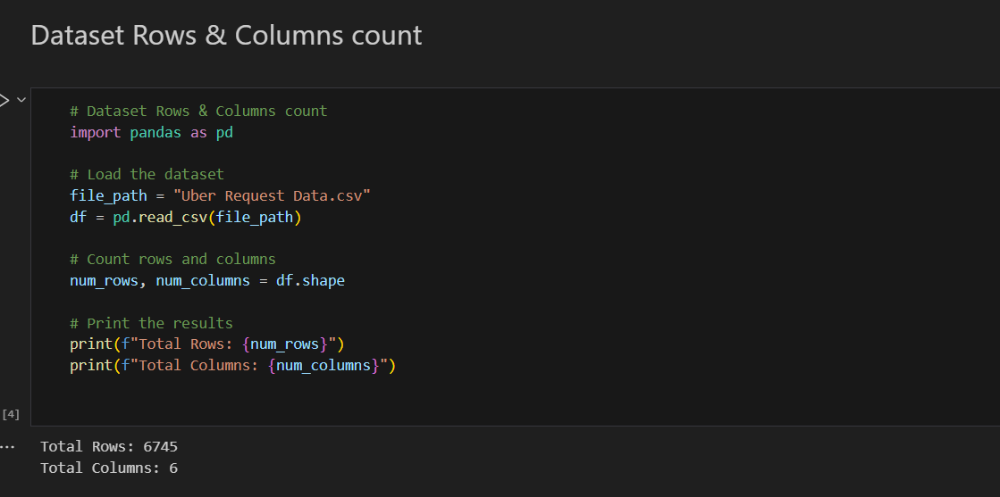 Dataset Rows & Columns count
# Dataset Rows & Columns count
import pandas as pd
# Load the dataset
file_path = "Uber Request Data.csv"
df = pd.read_csv(file_path)
# Count rows and columns
num_rows, num_columns = df.shape
# Print the results
print(f"Total Rows: {num_rows}")
print(f"Total Columns: {num_columns}")
[4]
Total Rows: 6745
Total Columns: 6